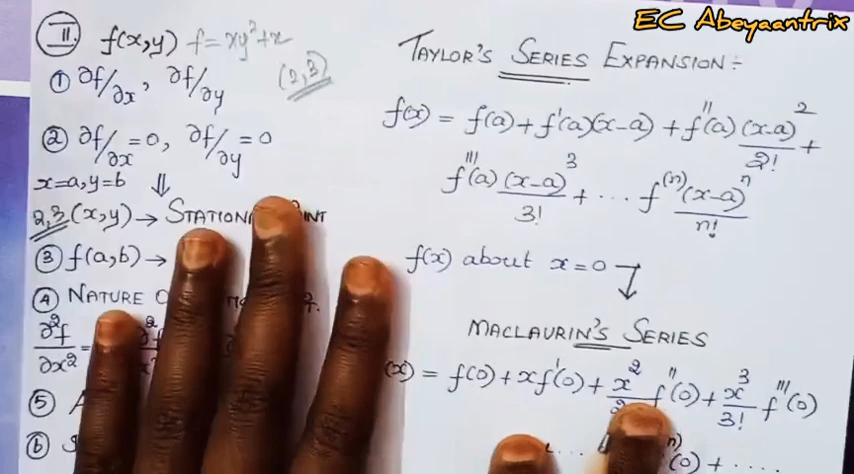 EC Abeyaantrix
II. f(x,y) f=xy²+x
(2,3)
① ∂f/∂x, ∂f/∂y
② ∂f/∂x=0, ∂f/∂y=0
x=a,y=b ⇓
2,3 (x,y)→ STATION
③ f(a,b)→
④ NATURE
∂²f/∂x²=
⑤
⑥
TAYLOR'S SERIES EXPANSION:-
f(x) = f(a)+f'(a)(x-a)+f''(a)(x-a)²/2!+
f'''(a)(x-a)³/3!+...f⁽ⁿ⁾(x-a)ⁿ/n!
f(x) about x=0
↓
MACLAURIN'S SERIES
(x) = f(0)+xf'(0)+x²/2 f''(0)+x³/3! f'''(0)
(0)+....